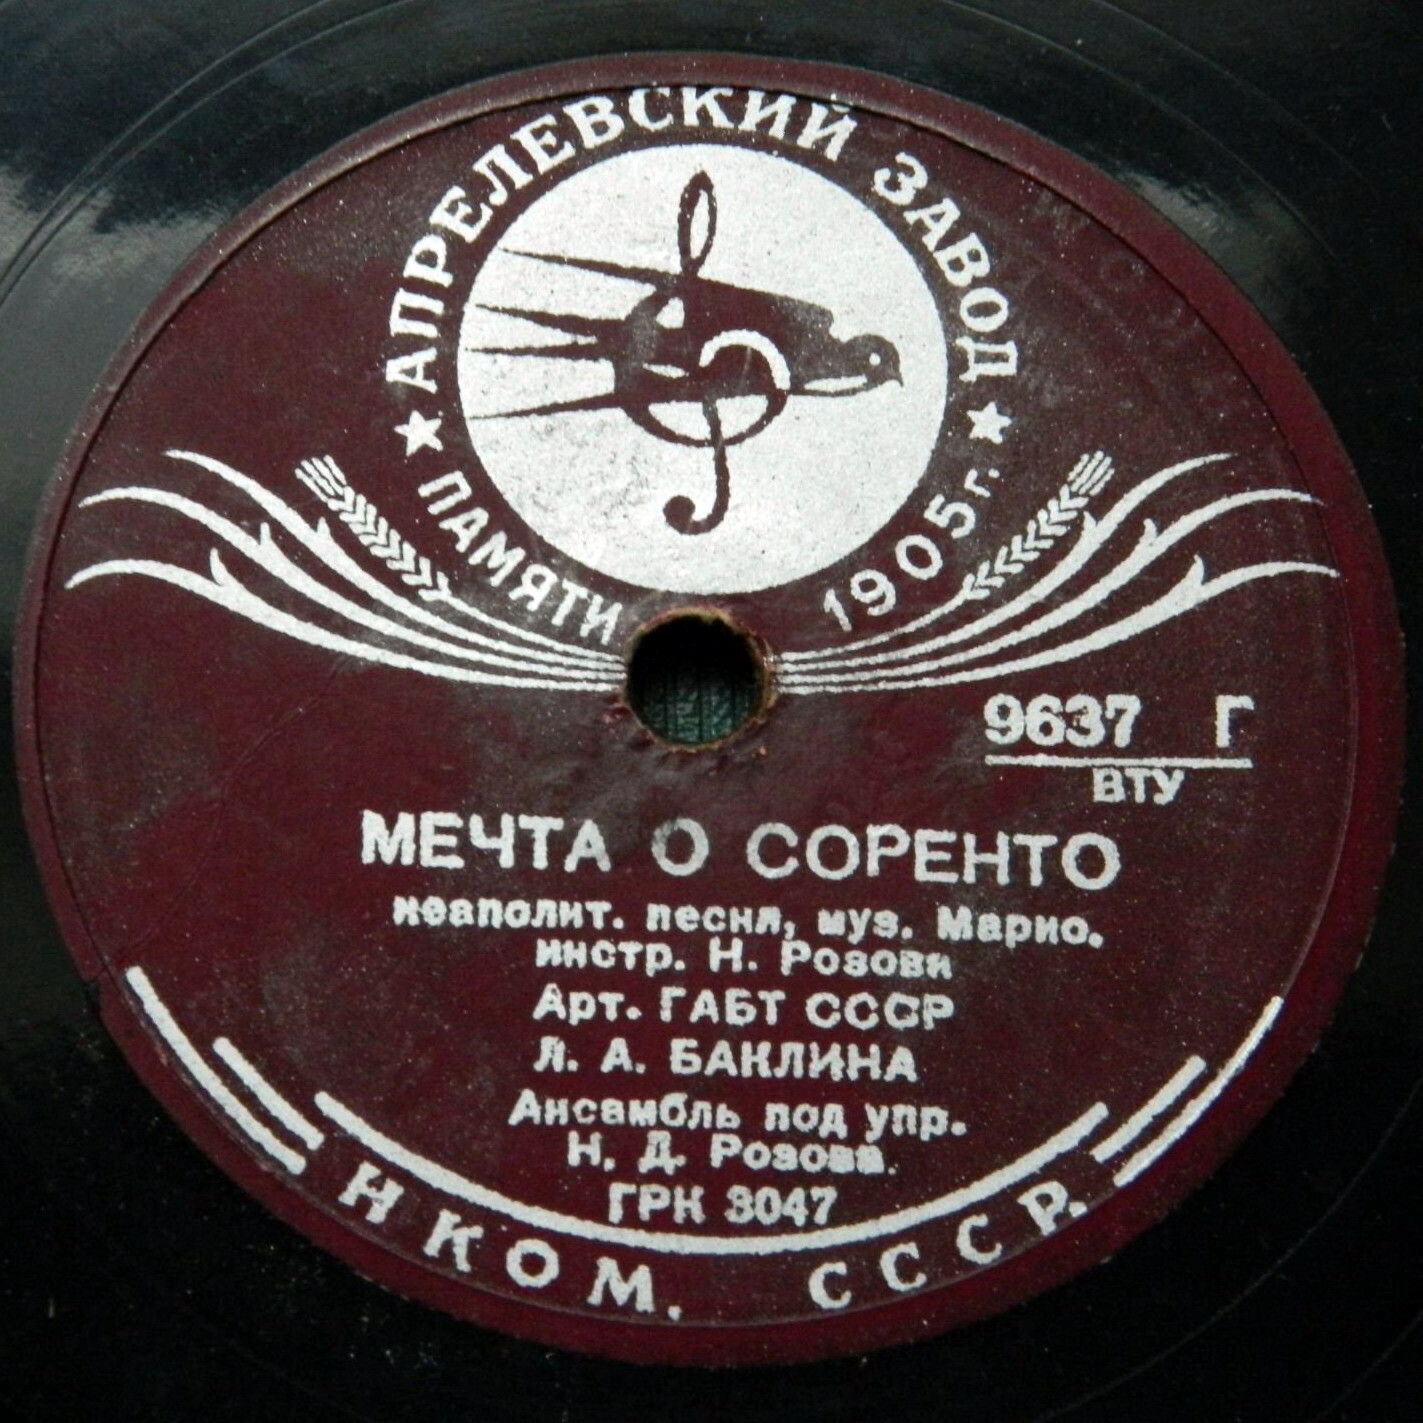 АПРЕЛЕВСКИЙ ЗАВОД
ПАМЯТИ 1905 г.
9637 Г
ВТУ
МЕЧТА О СОРЕНТО
неаполит. песня, муз. Марио.
инстр. Н. Розова
Арт. ГАБТ СССР
Л. А. БАКЛИНА
Ансамбль под упр.
Н. Д. Розова.
ГРК 3047
НКОМ. СССР.